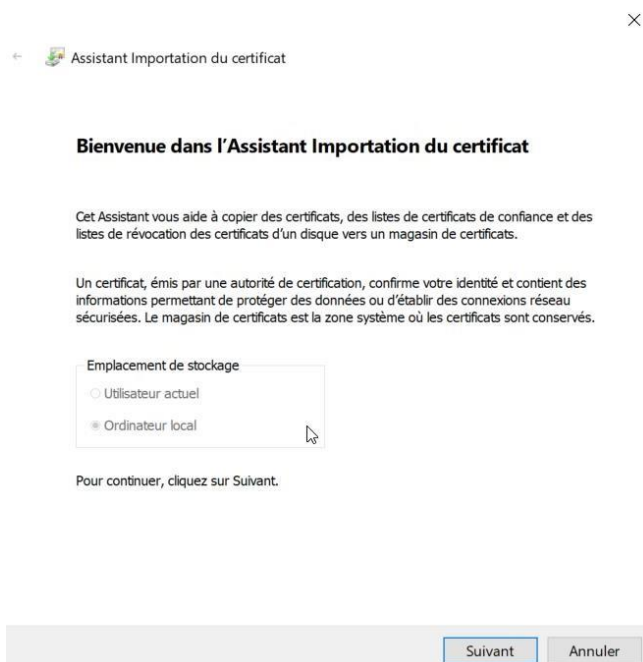 Assistant Importation du certificat
Bienvenue dans l'Assistant Importation du certificat
Cet Assistant vous aide à copier des certificats, des listes de certificats de confiance et des
listes de révocation des certificats d'un disque vers un magasin de certificats.
Un certificat, émis par une autorité de certification, confirme votre identité et contient des
informations permettant de protéger des données ou d'établir des connexions réseau
sécurisées. Le magasin de certificats est la zone système où les certificats sont conservés.
Emplacement de stockage
Utilisateur actuel
Ordinateur local
Pour continuer, cliquez sur Suivant.
Suivant Annuler